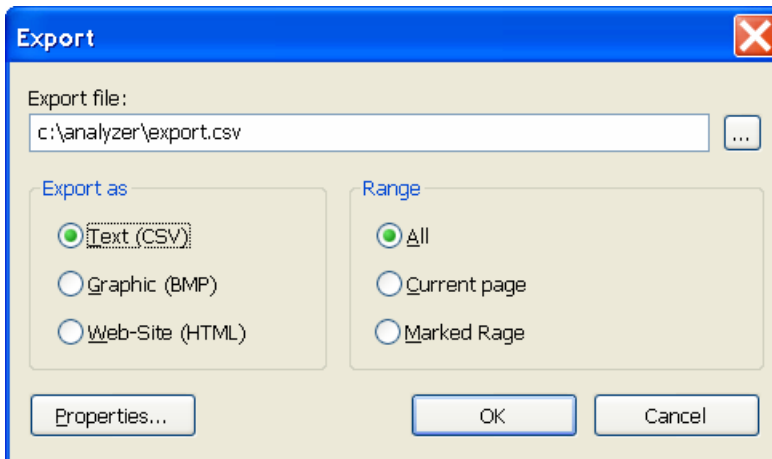 Export
Export file:
c:\analyzer\export.csv
...
Export as
Text (CSV)
Graphic (BMP)
Web-Site (HTML)
Range
All
Current page
Marked Rage
Properties...
OK
Cancel